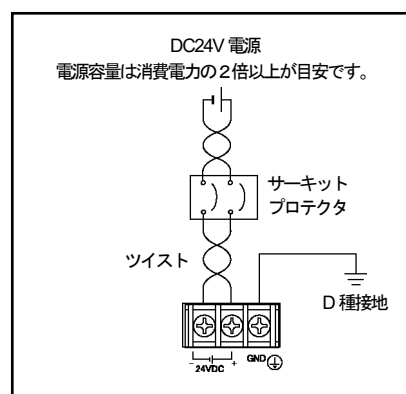 DC24V 電源
電源容量は消費電力の2倍以上が目安です。
サーキット
プロテクタ
ツイスト
D 種接地
- 24VDC +
GND